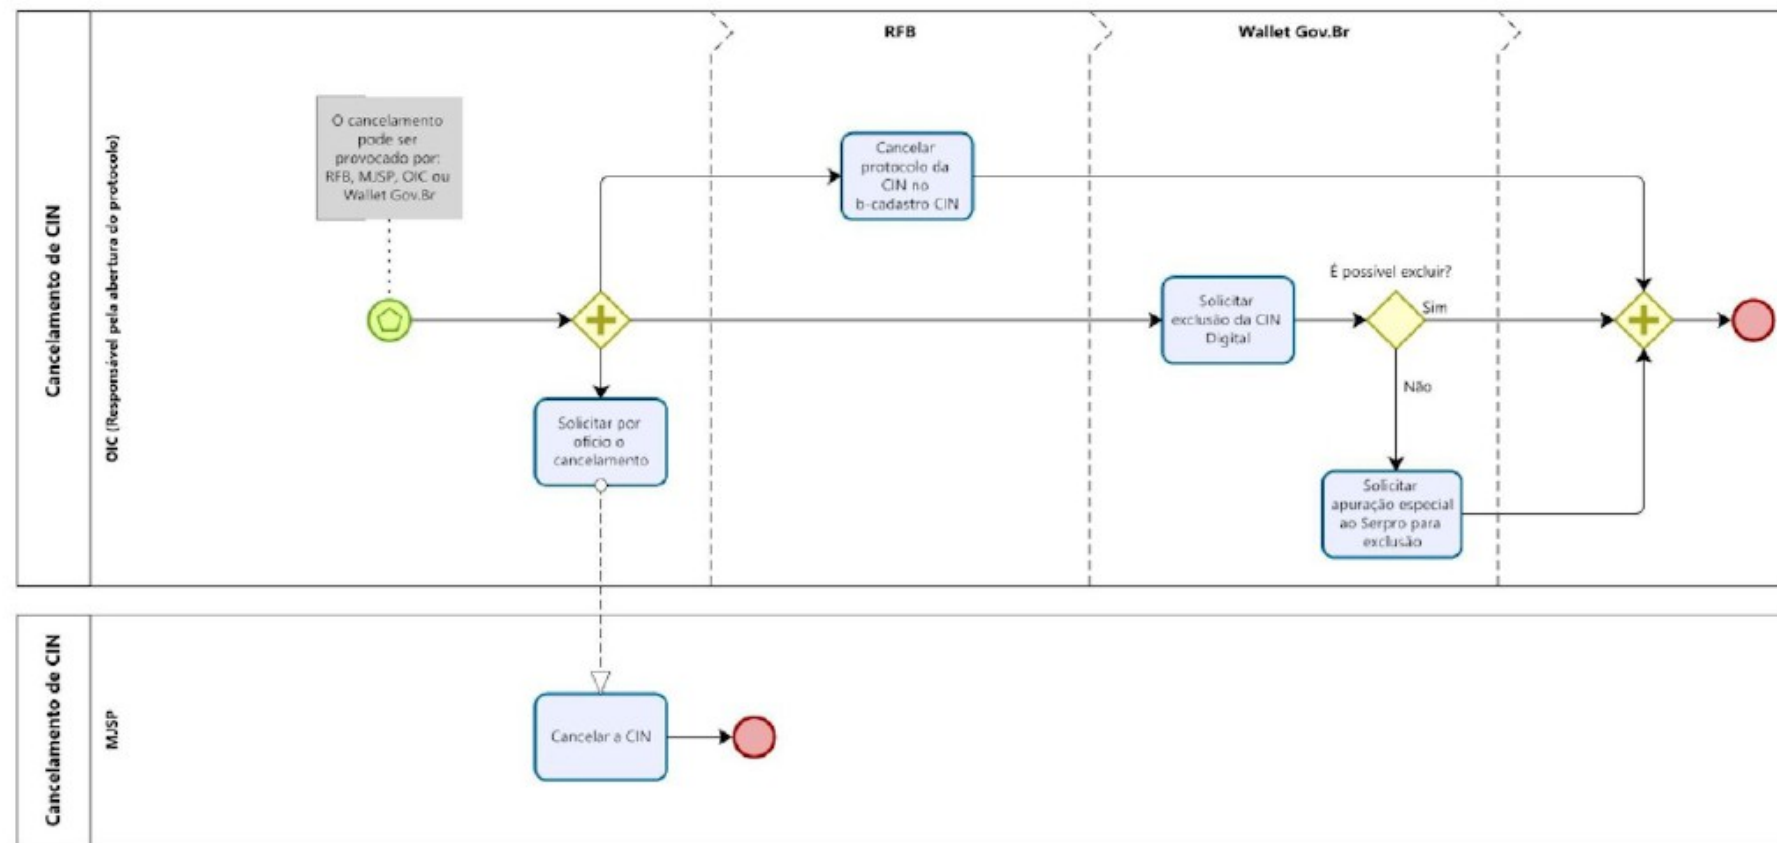 Cancelamento de CIN
OIC (Responsável pela abertura do protocolo)
RFB
Wallet Gov.Br
O cancelamento
pode ser
provocado por:
RFB, MJSP, OIC ou
Wallet Gov.Br
Cancelar
protocolo da
CIN no
b-cadastro CIN
Solicitar
exclusão da CIN
Digital
É possível excluir?
Sim
Não
Solicitar por
ofício o
cancelamento
Solicitar
apuração especial
ao Serpro para
exclusão
Cancelamento de CIN
MJSP
Cancelar a CIN